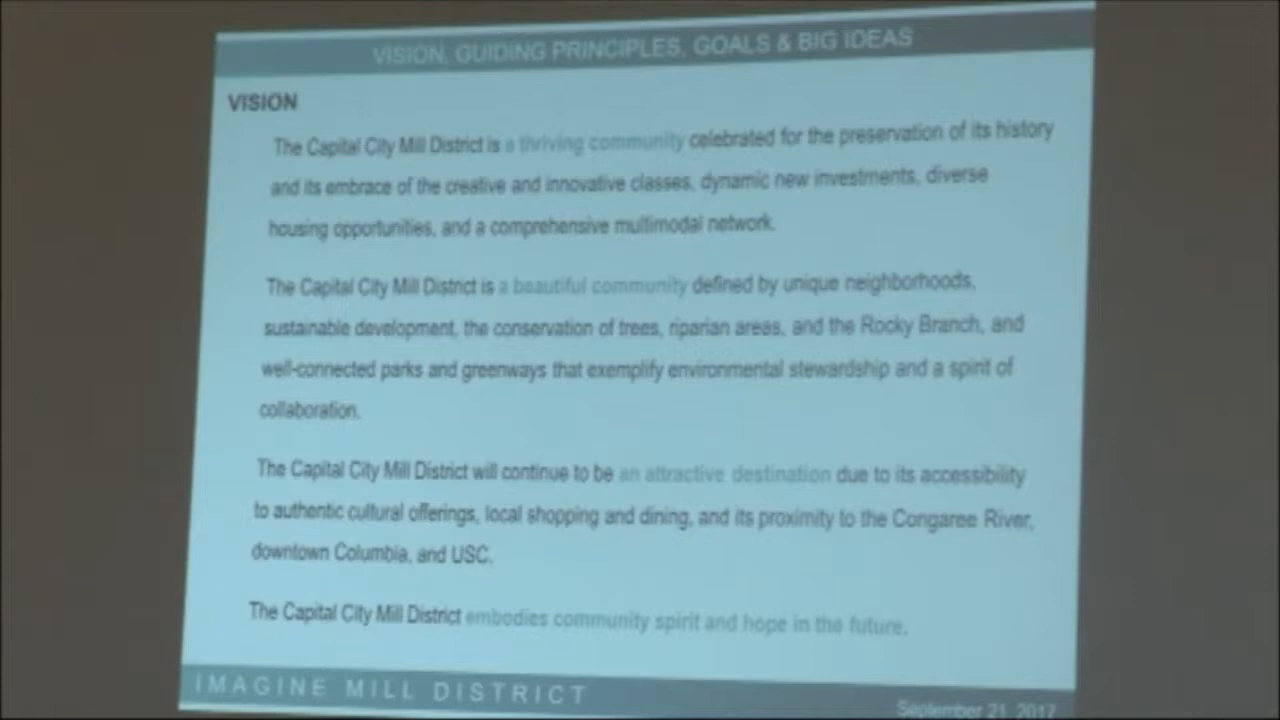 VISION, GUIDING PRINCIPLES, GOALS & BIG IDEAS
VISION
The Capital City Mill District is a thriving community celebrated for the preservation of its history
and its embrace of the creative and innovative classes, dynamic new investments, diverse
housing opportunities, and a comprehensive multimodal network.
The Capital City Mill District is a beautiful community defined by unique neighborhoods,
sustainable development, the conservation of trees, riparian areas, and the Rocky Branch, and
well-connected parks and greenways that exemplify environmental stewardship and a spirit of
collaboration.
The Capital City Mill District will continue to be an attractive destination due to its accessibility
to authentic cultural offerings, local shopping and dining, and its proximity to the Congaree River,
downtown Columbia, and USC.
The Capital City Mill District embodies community spirit and hope in the future.
IMAGINE MILL DISTRICT
September 21, 2017